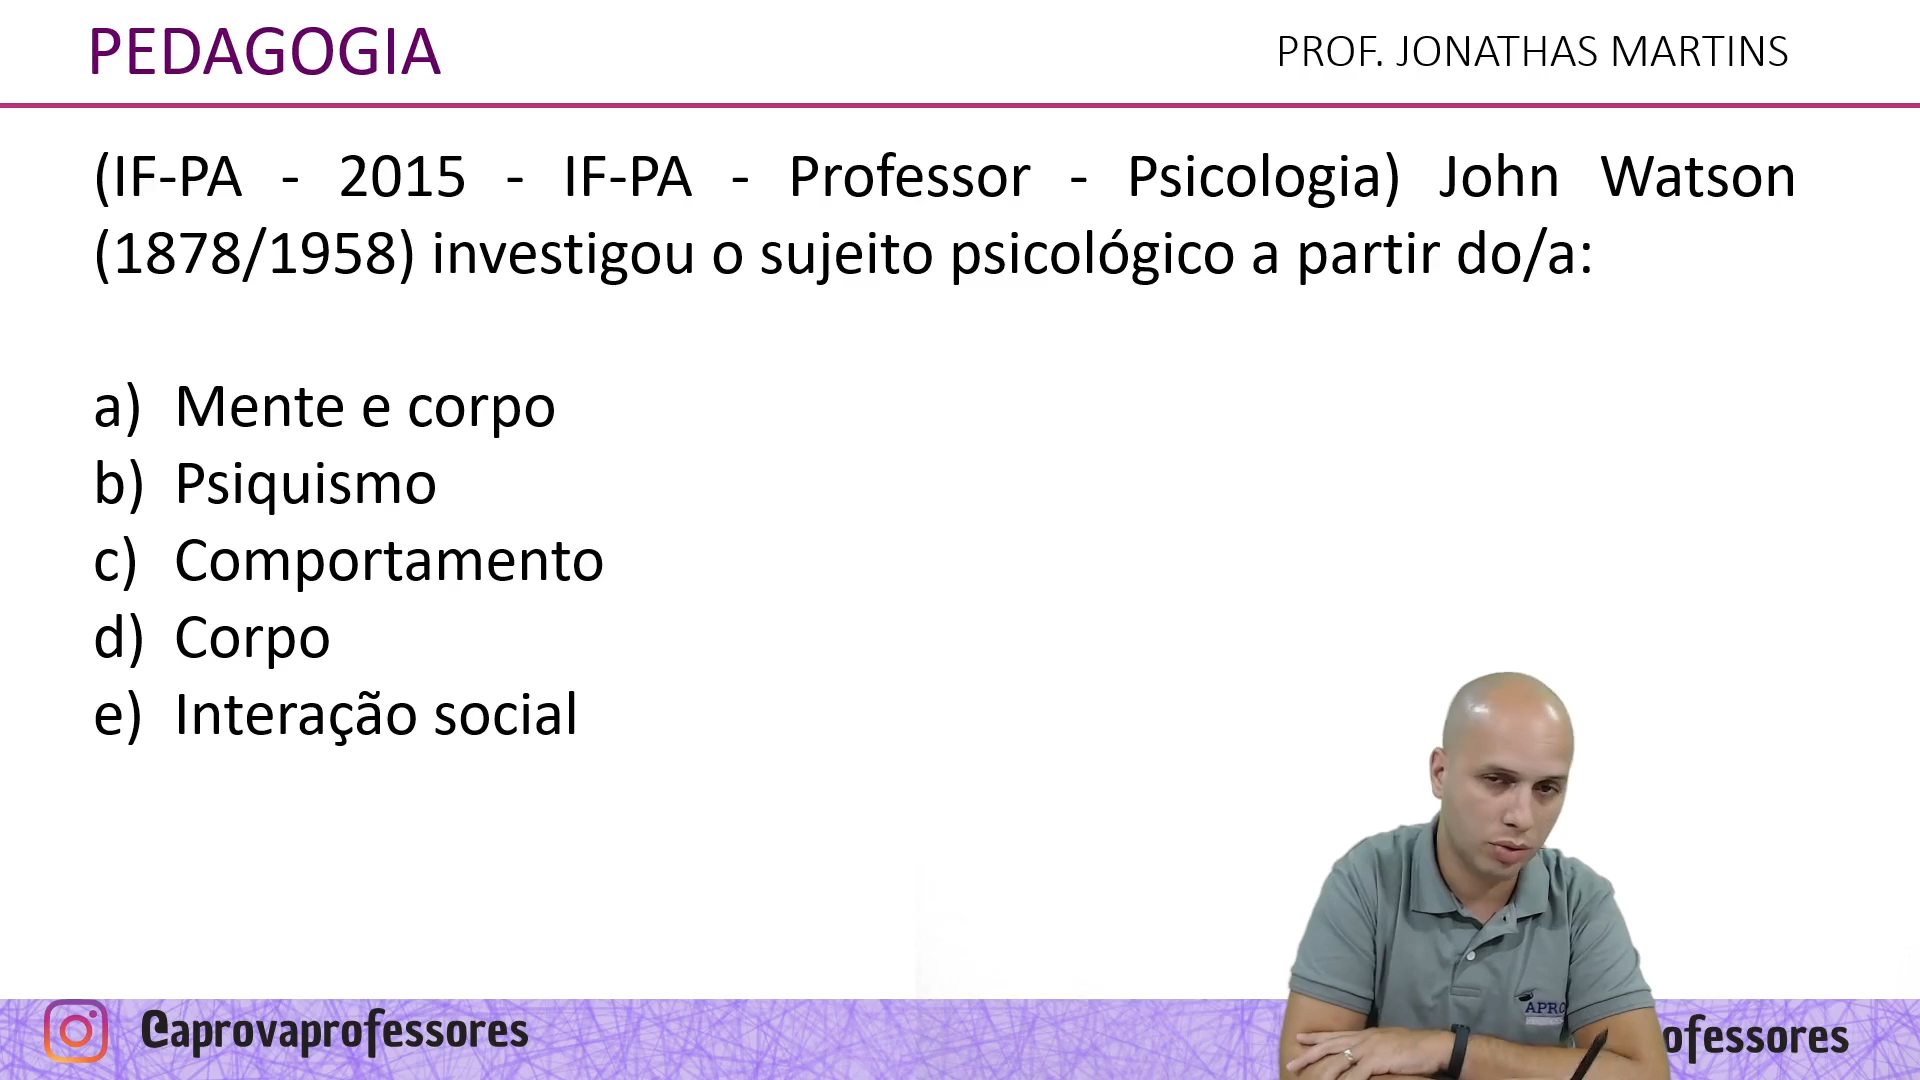 PEDAGOGIA
PROF. JONATHAS MARTINS
(IF-PA - 2015 - IF-PA - Professor - Psicologia) John Watson
(1878/1958) investigou o sujeito psicológico a partir do/a:
a) Mente e corpo
b) Psiquismo
c) Comportamento
d) Corpo
e) Interação social
APRO
@aprovaprofessores
ofessores